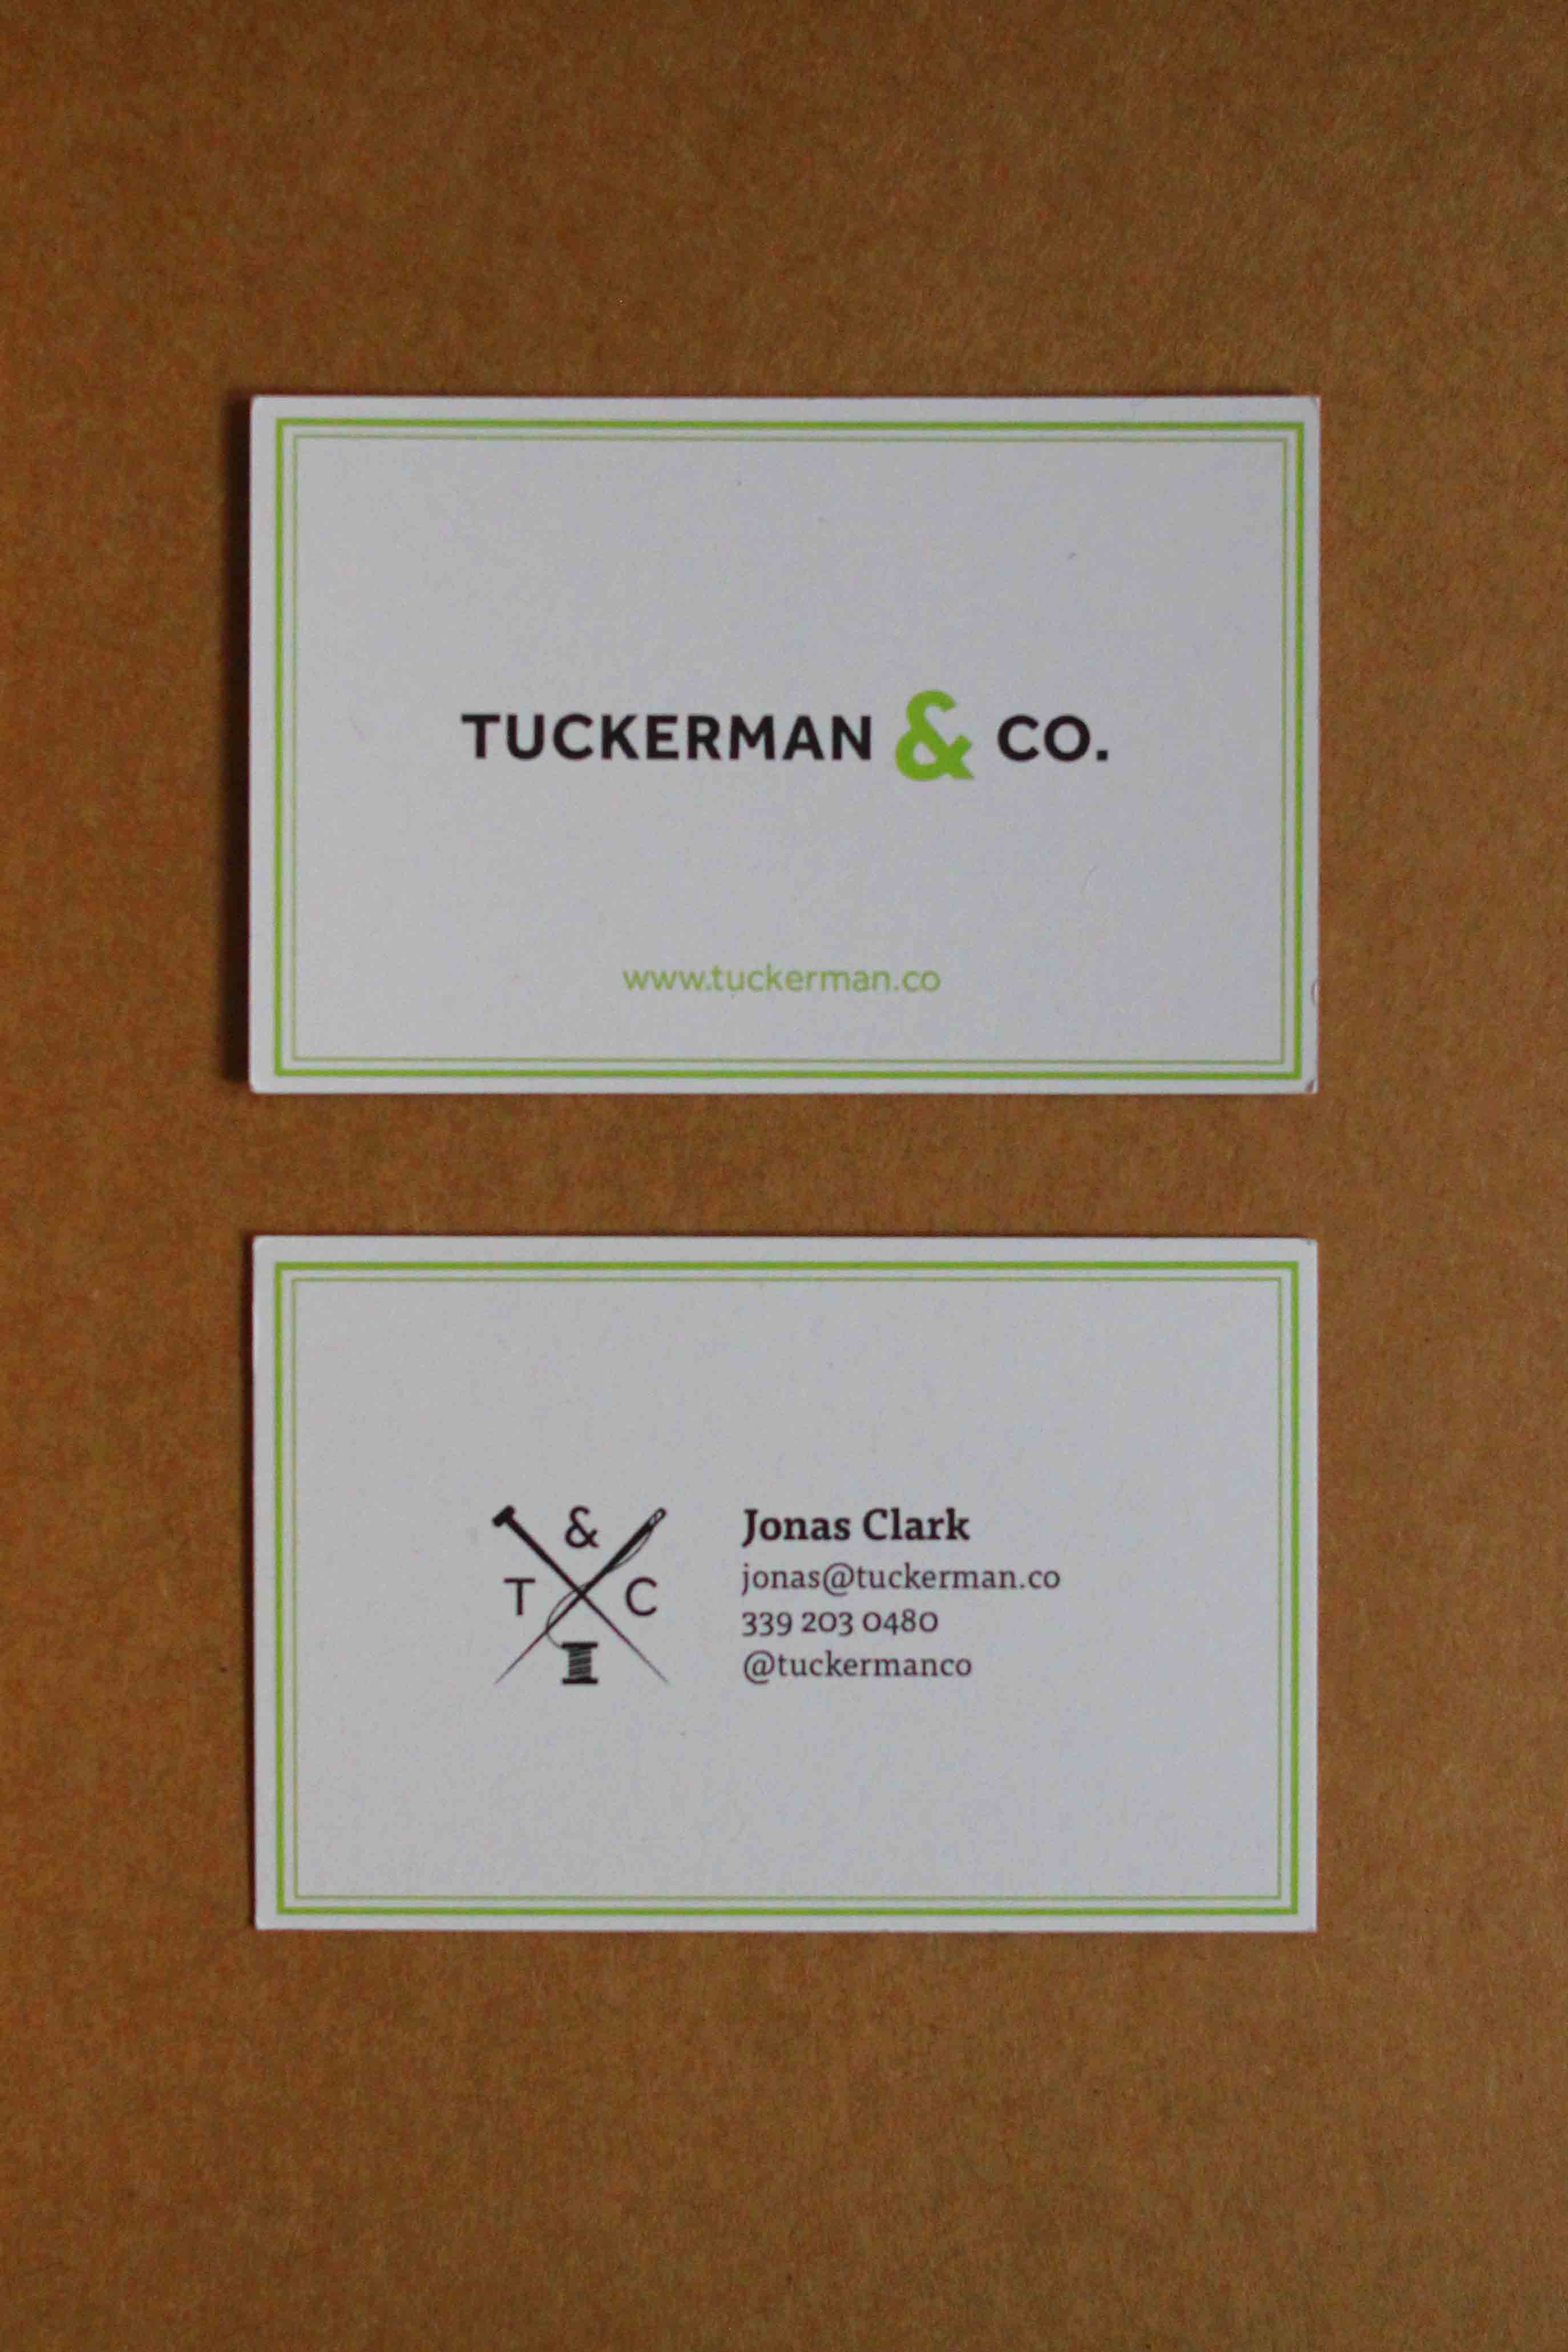 TUCKERMAN & CO.
www.tuckerman.co
&
T C
Jonas Clark
jonas@tuckerman.co
339 203 0480
@tuckermanco